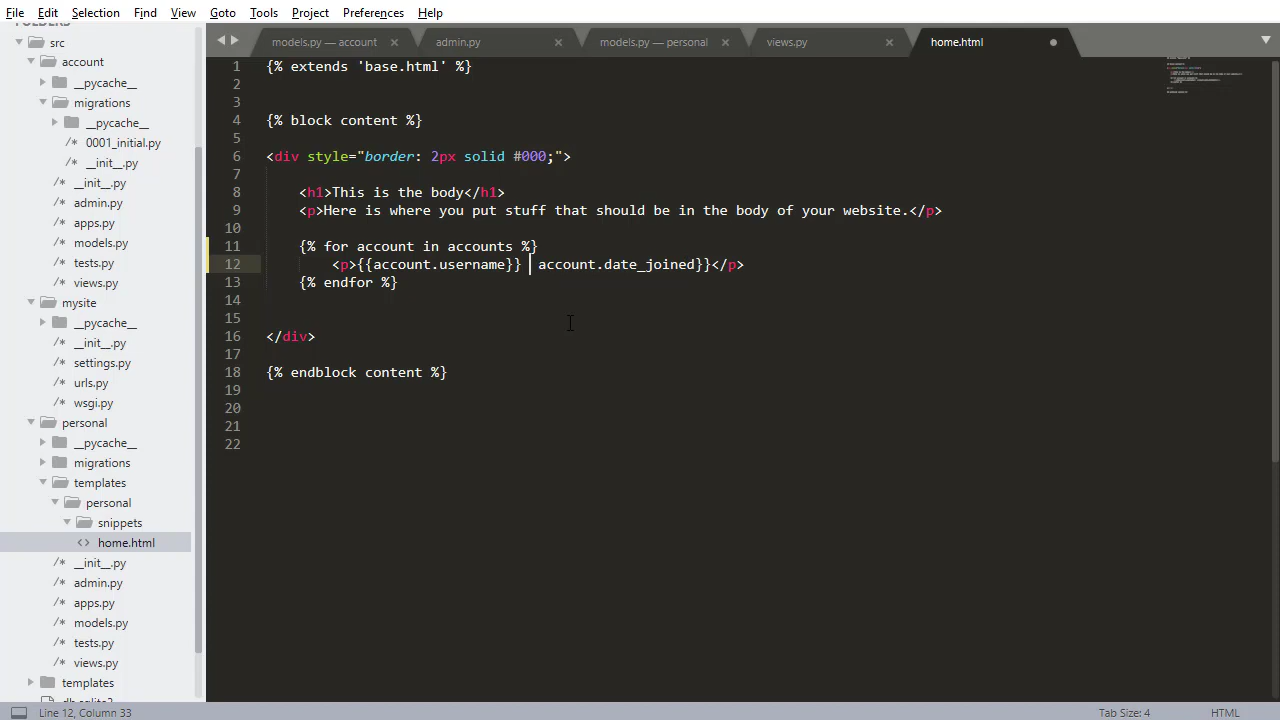 File Edit Selection Find View Goto Tools Project Preferences Help
models.py — account × admin.py × models.py — personal × views.py × home.html
src
account
__pycache__
migrations
__pycache__
0001_initial.py
__init__.py
__init__.py
admin.py
apps.py
models.py
tests.py
views.py
mysite
__pycache__
__init__.py
settings.py
urls.py
wsgi.py
personal
__pycache__
migrations
templates
personal
snippets
home.html
__init__.py
admin.py
apps.py
models.py
tests.py
views.py
templates
1 {% extends 'base.html' %}
2
3
4 {% block content %}
5
6 <div style="border: 2px solid #000;">
7
8 <h1>This is the body</h1>
9 <p>Here is where you put stuff that should be in the body of your website.</p>
10
11 {% for account in accounts %}
12 <p>{{account.username}} account.date_joined}}</p>
13 {% endfor %}
14
15
16 </div>
17
18 {% endblock content %}
19
20
21
22
Line 12, Column 33 Tab Size: 4 HTML